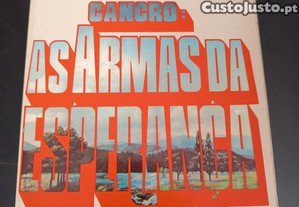 CustoJusto.pt
CANCRO:
AS ARMAS DA
ESPERANÇA